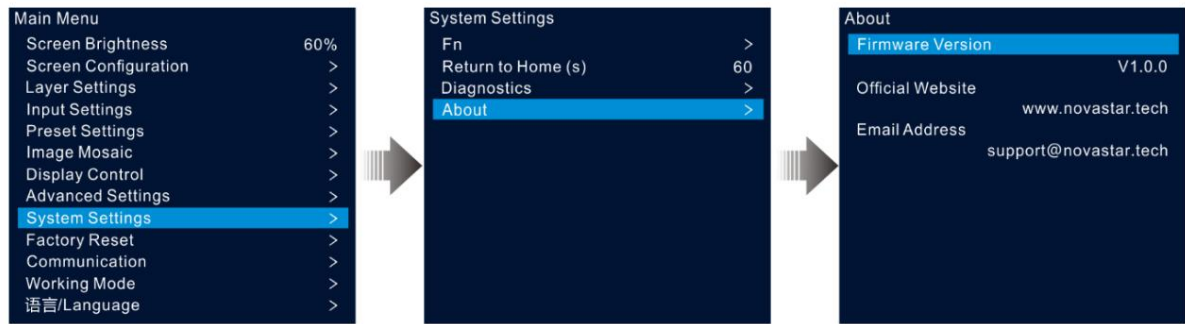 Main Menu
Screen Brightness 60%
Screen Configuration >
Layer Settings >
Input Settings >
Preset Settings >
Image Mosaic >
Display Control >
Advanced Settings >
System Settings >
Factory Reset >
Communication >
Working Mode >
语言/Language >
System Settings
Fn >
Return to Home (s) 60
Diagnostics >
About >
About
Firmware Version
V1.0.0
Official Website
www.novastar.tech
Email Address
support@novastar.tech